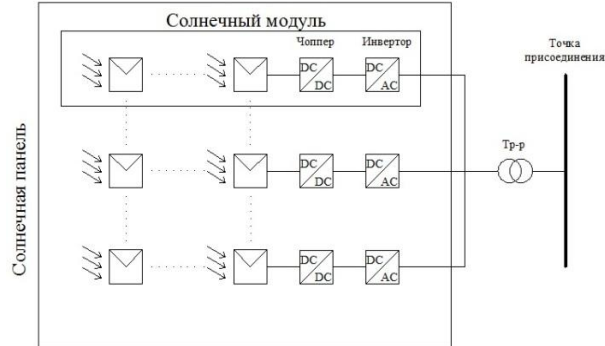 Солнечный модуль
Чоппер
Инвертор
Точка
присоединения
DC
DC
DC
AC
Тр-р
DC
DC
DC
AC
DC
DC
DC
AC
Солнечная панель